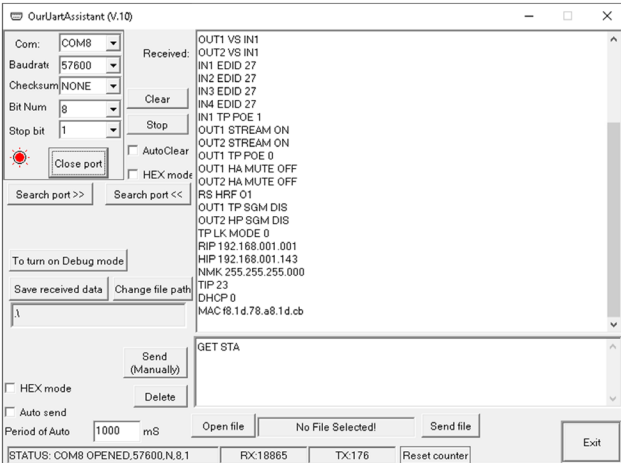 OurUartAssistant (V.10)
Com: COM8
Received:
Baudrate 57600
Checksum NONE
Bit Num 8
Clear
Stop bit 1
Stop
Close port
AutoClear
HEX mode
Search port >> Search port <<
To turn on Debug mode
Save received data Change file path
.\
OUT1 VS IN1
OUT2 VS IN1
IN1 EDID 27
IN2 EDID 27
IN3 EDID 27
IN4 EDID 27
IN1 TP POE 1
OUT1 STREAM ON
OUT2 STREAM ON
OUT1 TP POE 0
OUT1 HA MUTE OFF
OUT2 HA MUTE OFF
RS HRF O1
OUT1 TP SGM DIS
OUT2 HP SGM DIS
TP LK MODE 0
RIP 192.168.001.001
HIP 192.168.001.143
NMK 255.255.255.000
TIP 23
DHCP 0
MAC f8.1d.78.a8.1d.cb
GET STA
Send
(Manually)
HEX mode
Delete
Auto send
Period of Auto 1000 mS
Open file No File Selected! Send file
Exit
STATUS: COM8 OPENED,57600,N,8,1 RX:18865 TX:176 Reset counter